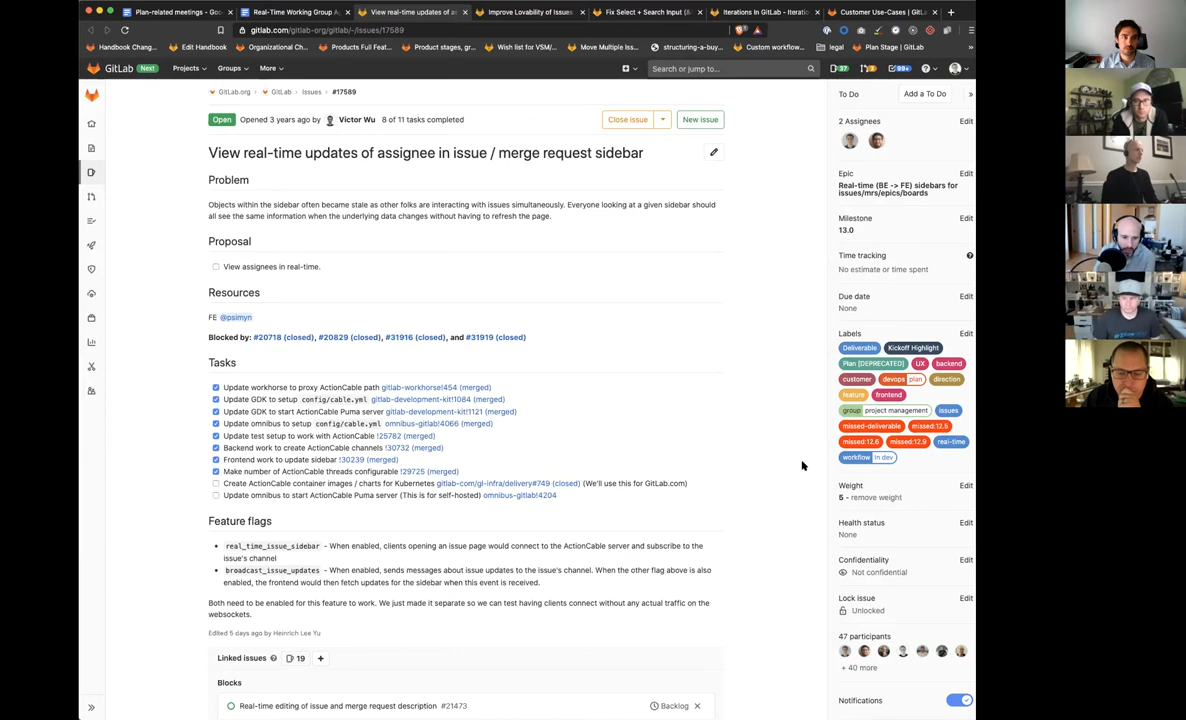 Plan-related meetings - Goo
Real-Time Working Group A
View real-time updates of as
Improve Lovability of Issues
Fix Select + Search Input (&
Iterations in GitLab - Iteratio
Customer Use-Cases | GitLa
gitlab.com/gitlab-org/gitlab/-/issues/17589
Handbook Chang...
Edit Handbook
Organizational Ch...
Products Full Feat...
Product stages, gr...
Wish list for VSM/...
Move Multiple Iss...
structuring-a-buy...
Custom workflow...
legal
Plan Stage | GitLab
GitLab Next Projects Groups More
Search or jump to...
37
99+
GitLab.org > GitLab > Issues > #17589
Open Opened 3 years ago by Victor Wu 8 of 11 tasks completed
Close issue
New issue
View real-time updates of assignee in issue / merge request sidebar
Problem
Objects within the sidebar often became stale as other folks are interacting with issues simultaneously. Everyone looking at a given sidebar should
all see the same information when the underlying data changes without having to refresh the page.
Proposal
View assignees in real-time.
Resources
FE @psimyn
Blocked by: #20718 (closed), #20829 (closed), #31916 (closed), and #31919 (closed)
Tasks
Update workhorse to proxy ActionCable path gitlab-workhorse!454 (merged)
Update GDK to setup config/cable.yml gitlab-development-kit!1084 (merged)
Update GDK to start ActionCable Puma server gitlab-development-kit!1121 (merged)
Update omnibus to setup config/cable.yml omnibus-gitlab!4066 (merged)
Update test setup to work with ActionCable !25782 (merged)
Backend work to create ActionCable channels !30732 (merged)
Frontend work to update sidebar !30239 (merged)
Make number of ActionCable threads configurable !29725 (merged)
Create ActionCable container images / charts for Kubernetes gitlab-com/gl-infra/delivery#749 (closed) (We'll use this for GitLab.com)
Update omnibus to start ActionCable Puma server (This is for self-hosted) omnibus-gitlab!4204
Feature flags
real_time_issue_sidebar - When enabled, clients opening an issue page would connect to the ActionCable server and subscribe to the
issue's channel
broadcast_issue_updates - When enabled, sends messages about issue updates to the issue's channel. When the other flag above is also
enabled, the frontend would then fetch updates for the sidebar when this event is received.
Both need to be enabled for this feature to work. We just made it separate so we can test having clients connect without any actual traffic on the
websockets.
Edited 5 days ago by Heinrich Lee Yu
Linked issues 19
Blocks
Real-time editing of issue and merge request description #21473
Backlog
To Do
Add a To Do
2 Assignees
Edit
Epic
Edit
Real-time (BE -> FE) sidebars for
issues/mrs/epics/boards
Milestone
Edit
13.0
Time tracking
No estimate or time spent
Due date
Edit
None
Labels
Edit
Deliverable Kickoff Highlight
Plan [DEPRECATED] UX backend
customer devops plan direction
feature frontend
group project management issues
missed-deliverable missed:12.5
missed:12.6 missed:12.9 real-time
workflow in dev
Weight
Edit
5 - remove weight
Health status
Edit
None
Confidentiality
Edit
Not confidential
Lock issue
Edit
Unlocked
47 participants
+ 40 more
Notifications